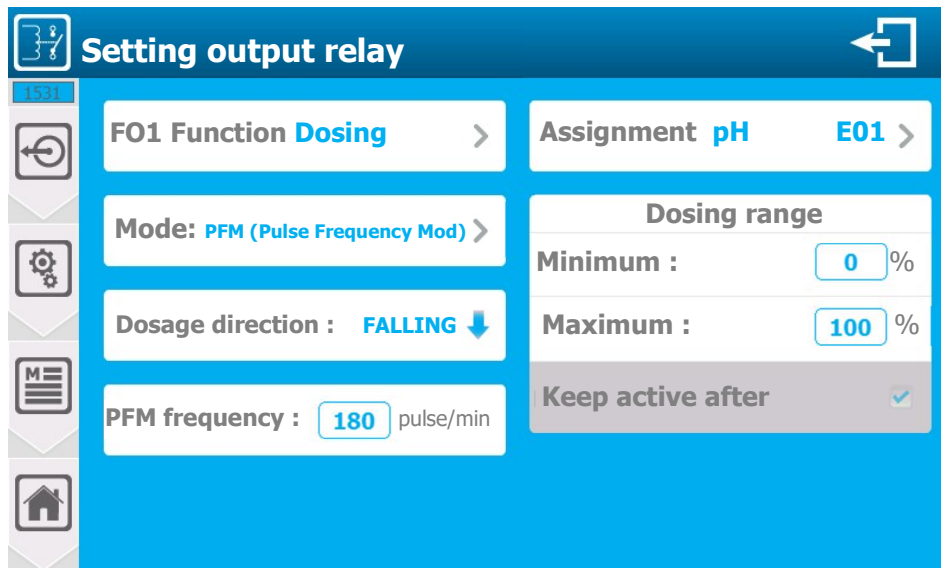 Setting output relay
1531
FO1 Function Dosing
Assignment pH E01
Mode: PFM (Pulse Frequency Mod)
Dosing range
Minimum : 0 %
Dosage direction : FALLING
Maximum : 100 %
PFM frequency : 180 pulse/min
Keep active after
M